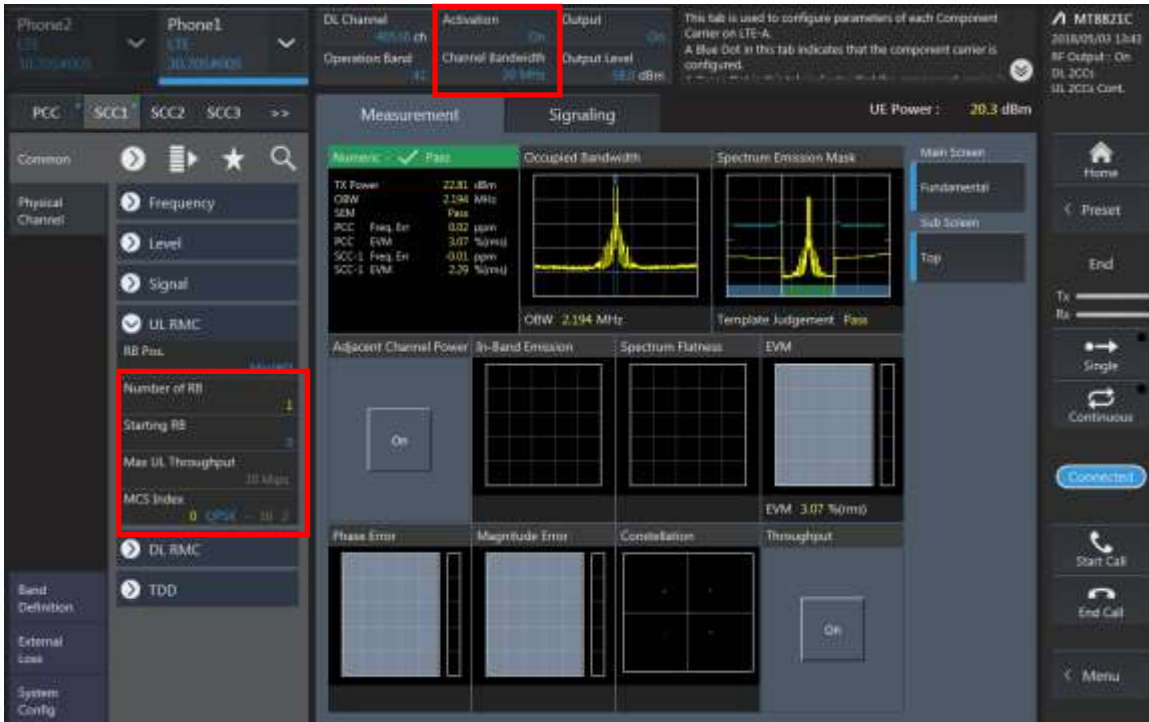 Phone2
LTE
Phone1
LTE
DL Channel
40510 ch
Operation Band
41
Activation
On
Channel Bandwidth
20 MHz
Output
On
Output Level
dBm
This tab is used to configure parameters of each Component
Carrier on LTE-A.
A Blue Dot in this tab indicates that the component carrier is
configured.
MT8821C
2018/05/03 13:43
RF Output : On
DL 2CCs
UL 2CCs Cont.
PCC
SCC1
SCC2
SCC3
>>
Measurement
Signaling
UE Power : 20.3 dBm
Common
Physical
Channel
Frequency
Level
Signal
UL RMC
RB Pos.
Number of RB
1
Starting RB
Max UL Throughput
MCS Index
0 QPSK
DL RMC
TDD
Band
Definition
External
Loss
System
Config
Numeric - Pass
TX Power 22.81 dBm
OBW 2.194 MHz
SEM Pass
PCC Freq. Err 0.02 ppm
PCC EVM 3.07 %(rms)
SCC-1 Freq. Err -0.01 ppm
SCC-1 EVM 2.29 %(rms)
Occupied Bandwidth
OBW 2.194 MHz
Spectrum Emission Mask
Template Judgement Pass
Main Screen
Fundamental
Sub Screen
Top
Adjacent Channel Power
On
In-Band Emission
Spectrum Flatness
EVM
EVM 3.07 %(rms)
Phase Error
Magnitude Error
Constellation
Throughput
On
Home
Preset
End
Tx
Rx
Single
Continuous
Connected
Start Call
End Call
Menu